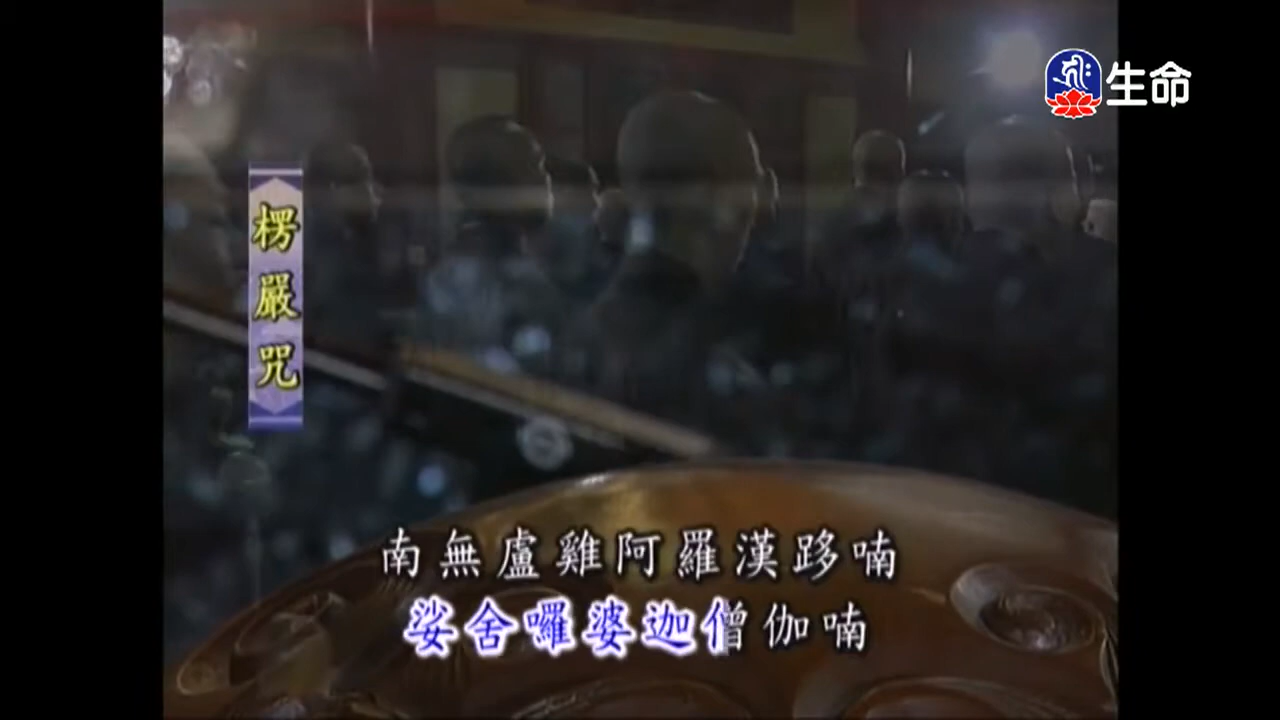 生命
楞嚴咒
南無盧雞阿羅漢跢喃
娑舍囉婆迦僧伽喃